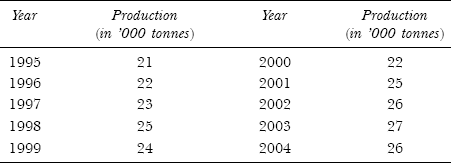 Year Production Year Production
(in '000 tonnes) (in '000 tonnes)
1995 21 2000 22
1996 22 2001 25
1997 23 2002 26
1998 25 2003 27
1999 24 2004 26